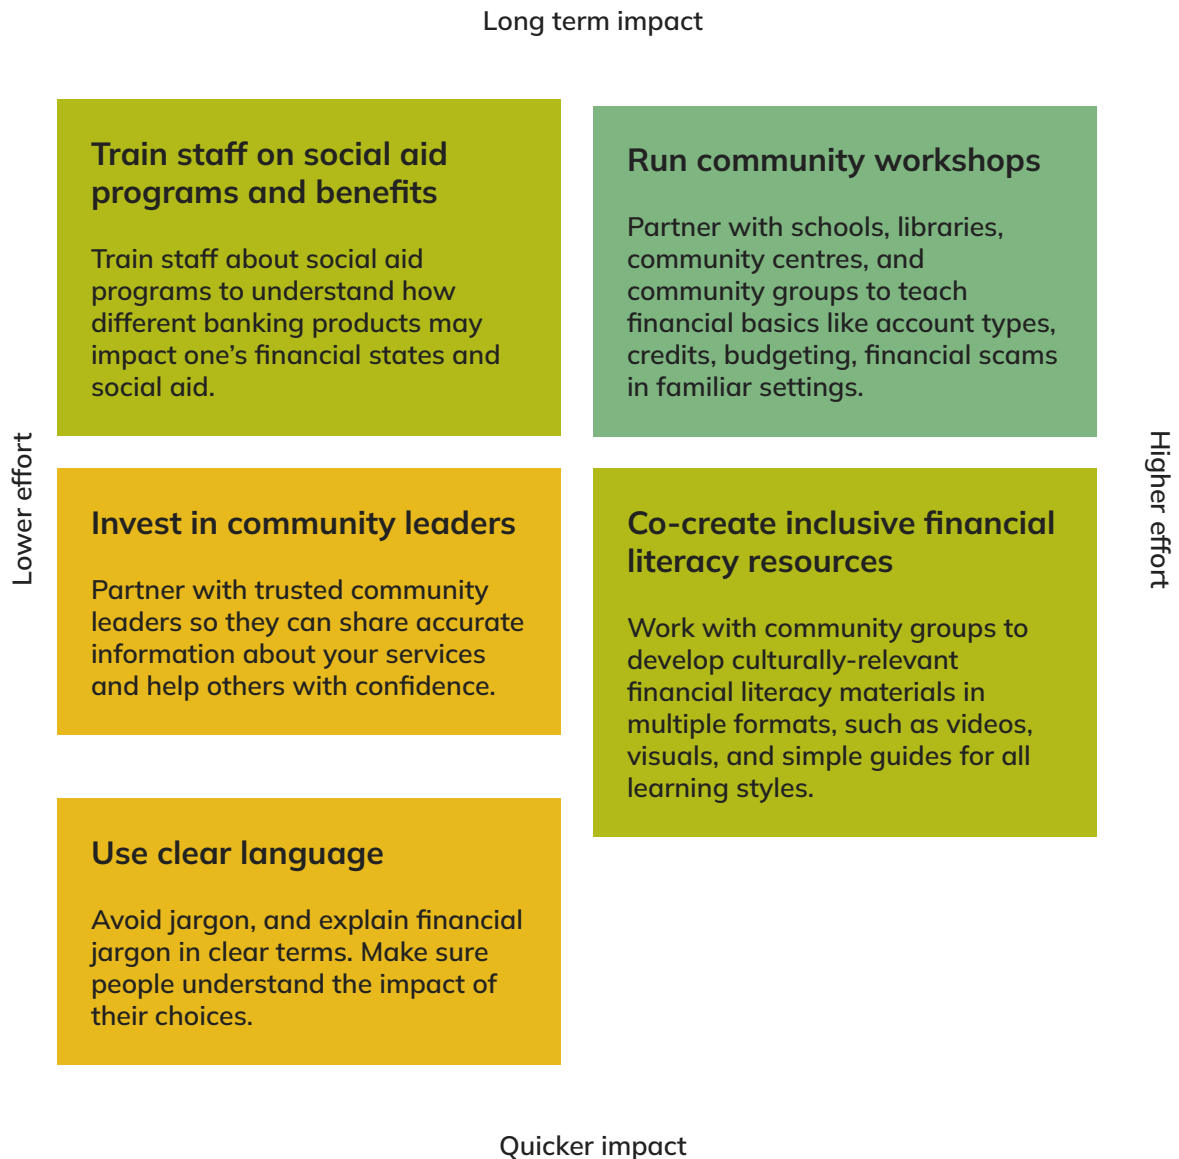 Long term impact
Train staff on social aid
programs and benefits
Train staff about social aid
programs to understand how
different banking products may
impact one's financial states and
social aid.
Run community workshops
Partner with schools, libraries,
community centres, and
community groups to teach
financial basics like account types,
credits, budgeting, financial scams
in familiar settings.
Lower effort
Higher effort
Invest in community leaders
Partner with trusted community
leaders so they can share accurate
information about your services
and help others with confidence.
Co-create inclusive financial
literacy resources
Work with community groups to
develop culturally-relevant
financial literacy materials in
multiple formats, such as videos,
visuals, and simple guides for all
learning styles.
Use clear language
Avoid jargon, and explain financial
jargon in clear terms. Make sure
people understand the impact of
their choices.
Quicker impact